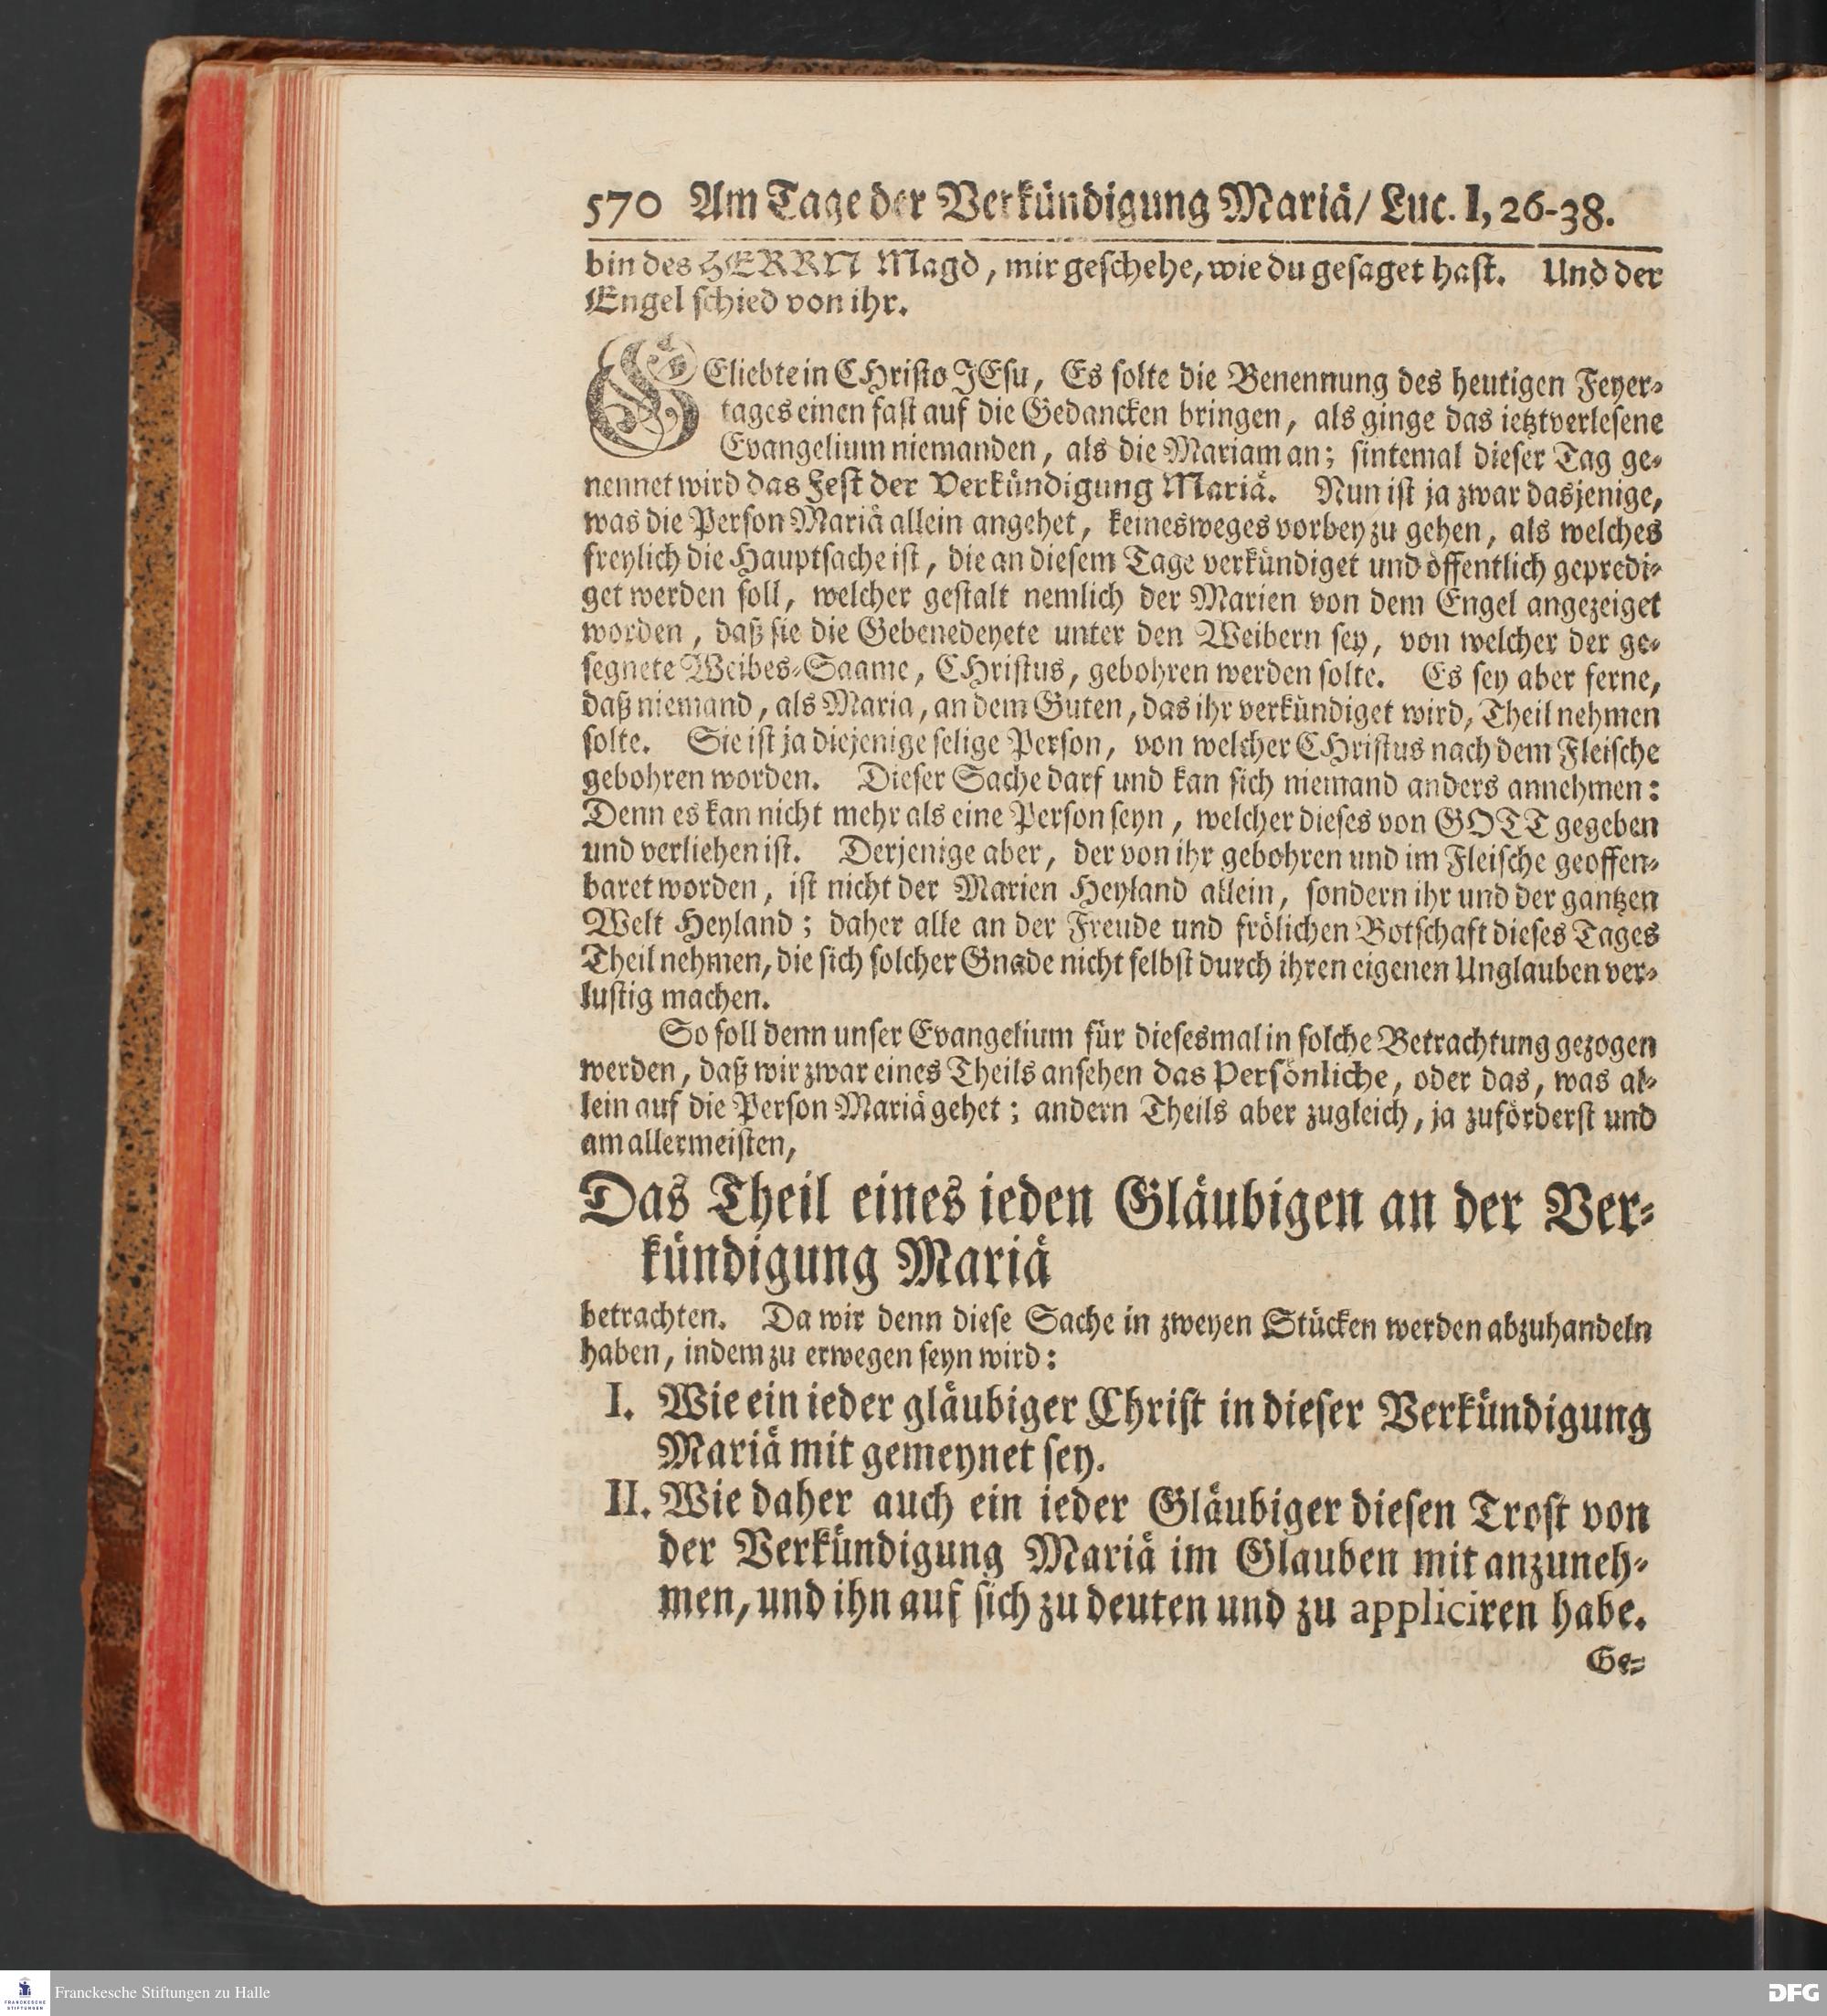 570 Am Tage der Verkündigung Mariä/ Luc. I, 26-38.
bin des HERRN Magd, mir geschehe, wie du gesaget hast. Und der
Engel schied von ihr.
GEliebte in CHristo JEsu, Es solte die Benennung des heutigen Feyer-
tages einen fast auf die Gedancken bringen, als ginge das ietztverlesene
Evangelium niemanden, als die Mariam an; sintemal dieser Tag ge-
nennet wird das Fest der Verkündigung Mariä. Nun ist ja zwar dasjenige,
was die Person Mariä allein angehet, keinesweges vorbey zu gehen, als welches
freylich die Hauptsache ist, die an diesem Tage verkündiget und öffentlich gepredi-
get werden soll, welcher gestalt nemlich der Marien von dem Engel angezeiget
worden, daß sie die Gebenedeyete unter den Weibern sey, von welcher der ge-
segnete Weibes-Saame, CHristus, gebohren werden solte. Es sey aber ferne,
daß niemand, als Maria, an dem Guten, das ihr verkündiget wird, Theil nehmen
solte. Sie ist ja diejenige selige Person, von welcher CHristus nach dem Fleische
gebohren worden. Dieser Sache darf und kan sich niemand anders annehmen:
Denn es kan nicht mehr als eine Person seyn, welcher dieses von GOTT gegeben
und verliehen ist. Derjenige aber, der von ihr gebohren und im Fleische geoffen-
baret worden, ist nicht der Marien Heyland allein, sondern ihr und der gantzen
Welt Heyland; daher alle an der Freude und frölichen Botschaft dieses Tages
Theil nehmen, die sich solcher Gnade nicht selbst durch ihren eigenen Unglauben ver-
lustig machen.
So soll denn unser Evangelium für diesesmal in solche Betrachtung gezogen
werden, daß wir zwar eines Theils ansehen das Persönliche, oder das, was al-
lein auf die Person Mariä gehet; andern Theils aber zugleich, ja zuförderst und
am allermeisten,
Das Theil eines ieden Gläubigen an der Ver-
kündigung Mariä
betrachten. Da wir denn diese Sache in zweyen Stücken werden abzuhandeln
haben, indem zu erwegen seyn wird:
I. Wie ein ieder gläubiger Christ in dieser Verkündigung
Mariä mit gemeynet sey.
II. Wie daher auch ein ieder Gläubiger diesen Trost von
der Verkündigung Mariä im Glauben mit anzuneh-
men, und ihn auf sich zu deuten und zu appliciren habe.
Ge-
FRANCKESCHE
STIFTUNGEN
Franckesche Stiftungen zu Halle
DFG